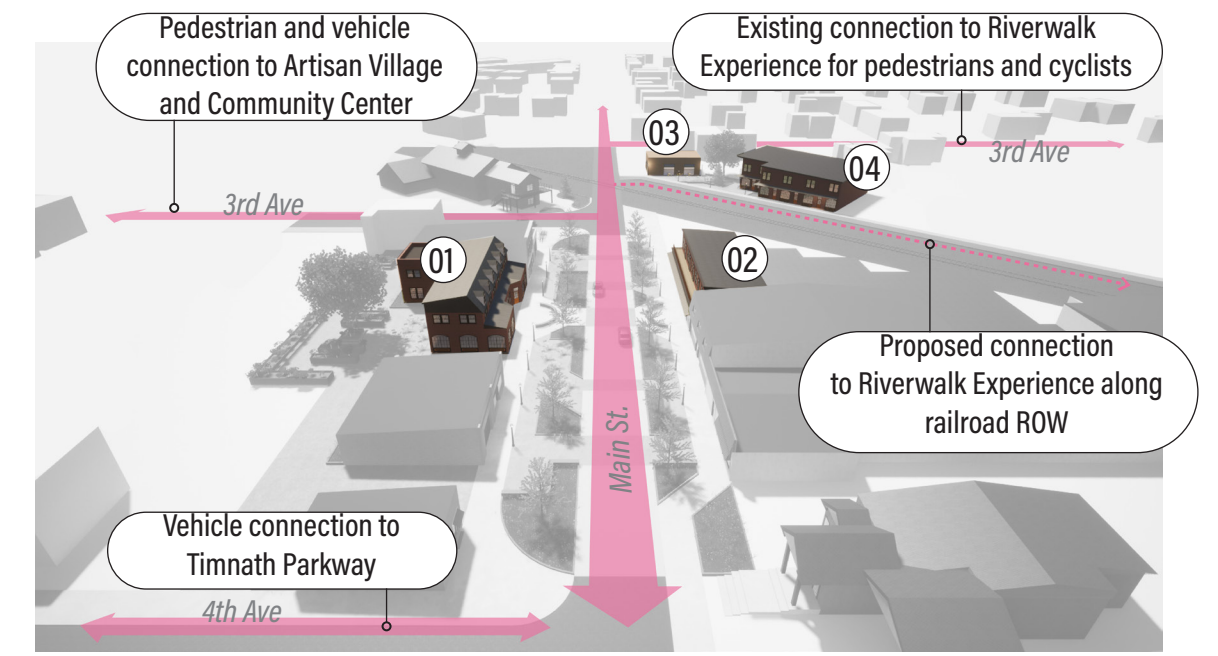 Pedestrian and vehicle
connection to Artisan Village
and Community Center
Existing connection to Riverwalk
Experience for pedestrians and cyclists
03
3rd Ave
04
3rd Ave
01
02
Proposed connection
to Riverwalk Experience along
railroad ROW
Main St.
Vehicle connection to
Timnath Parkway
4th Ave